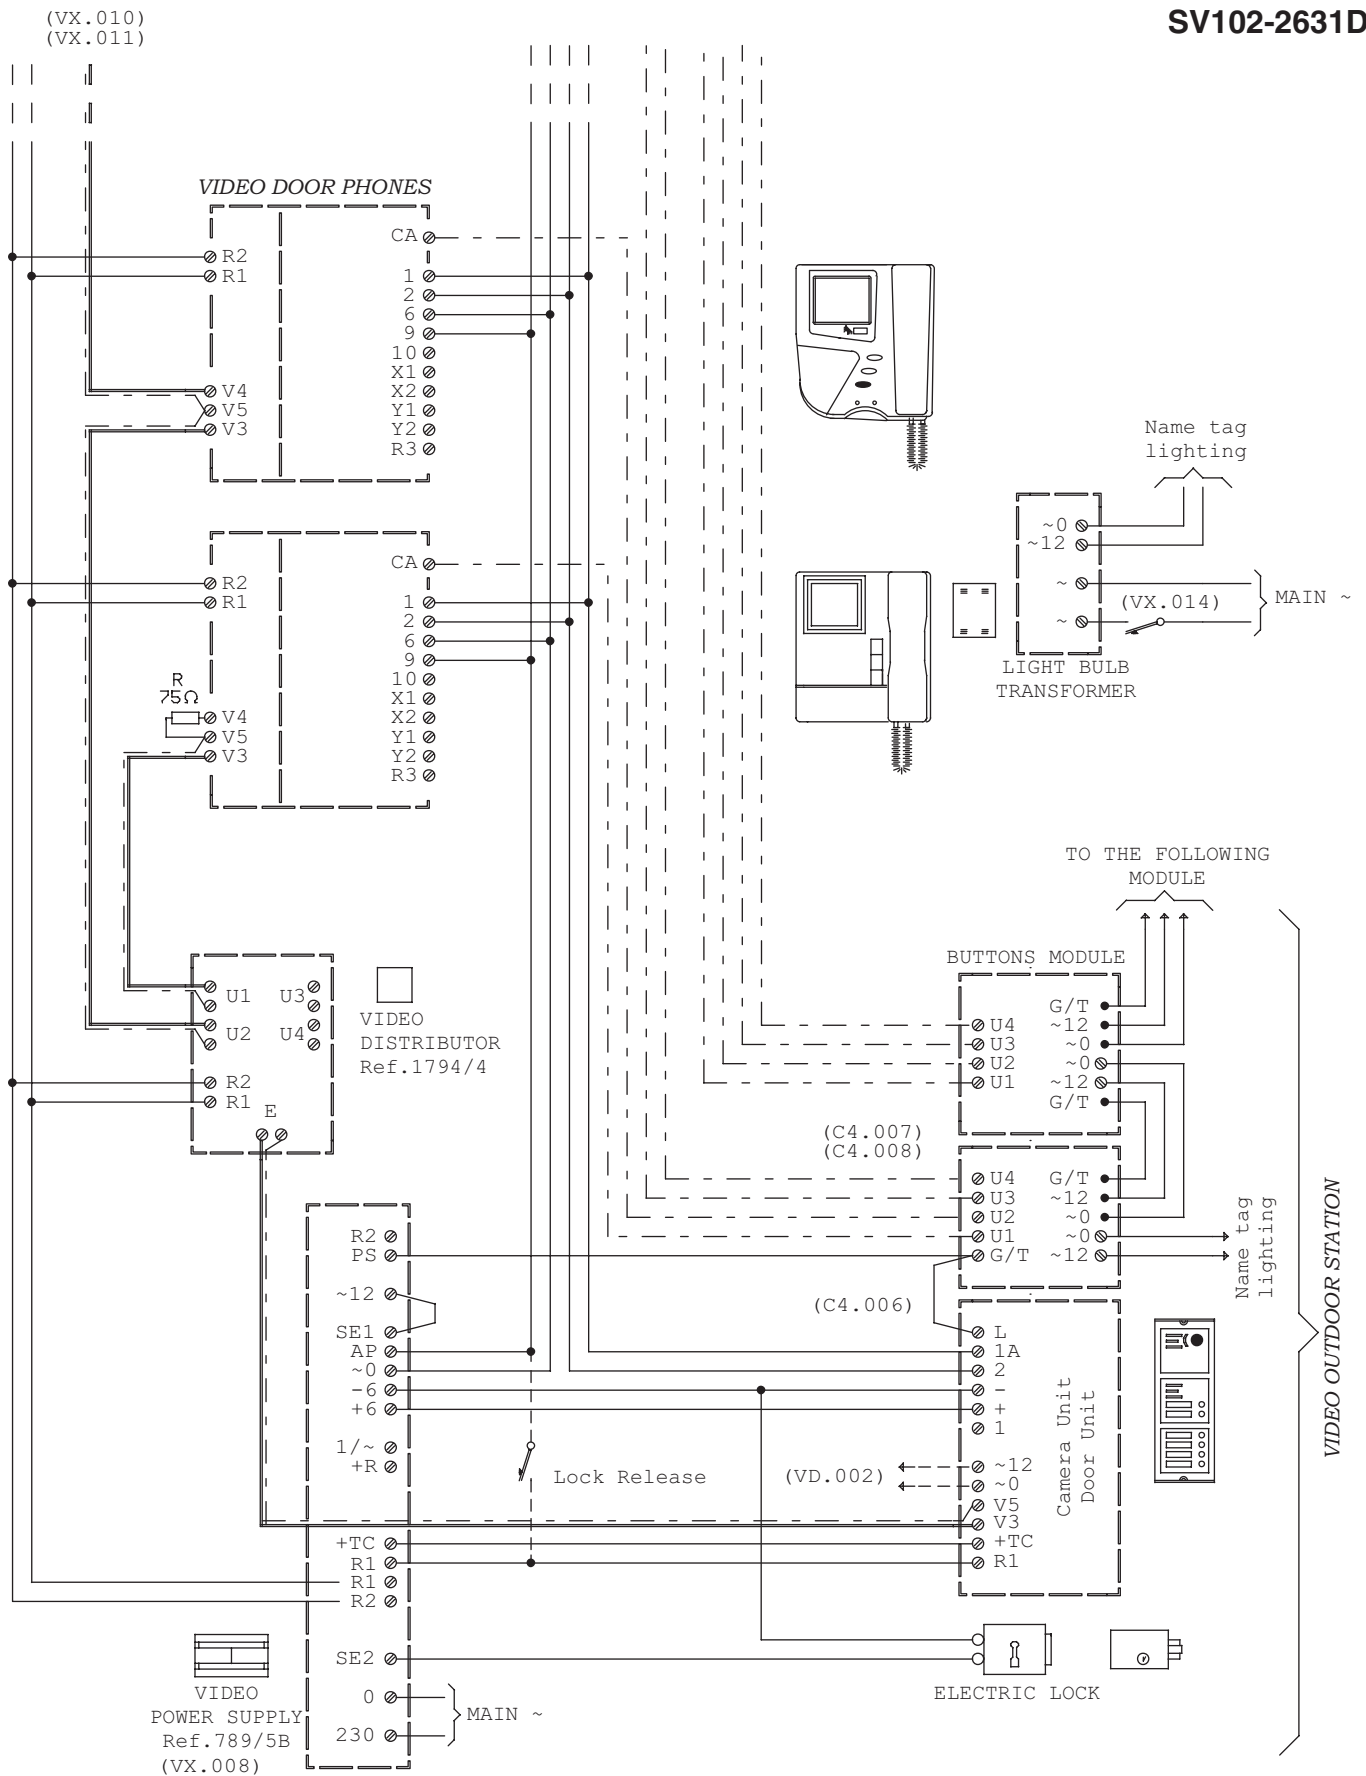 (VX.010)
(VX.011)
SV102-2631D
VIDEO DOOR PHONES
CA
R2
R1
1
2
6
9
10
X1
X2
Y1
Y2
R3
V4
V5
V3
CA
R2
R1
1
2
6
9
10
X1
X2
Y1
Y2
R3
R
75Ω
V4
V5
V3
Name tag
lighting
~0
~12
~
~
(VX.014)
MAIN ~
LIGHT BULB
TRANSFORMER
TO THE FOLLOWING
MODULE
BUTTONS MODULE
G/T
U4 ~12
U3 ~0
U2 ~0
U1 ~12
G/T
(C4.007)
(C4.008)
U4 G/T
U3 ~12
U2 ~0
U1 ~0
G/T ~12
Name tag
lighting
U1 U3
U2 U4
R2
R1
E
VIDEO
DISTRIBUTOR
Ref.1794/4
R2
PS
~12
SE1
AP
~0
-6
+6
1/~
+R
+TC
R1
R1
R2
SE2
0
230
MAIN ~
Lock Release
(C4.006)
(VD.002)
L
1A
2
-
+
1
~12
~0
V5
V3
+TC
R1
Camera Unit
Door Unit
VIDEO OUTDOOR STATION
ELECTRIC LOCK
VIDEO
POWER SUPPLY
Ref.789/5B
(VX.008)